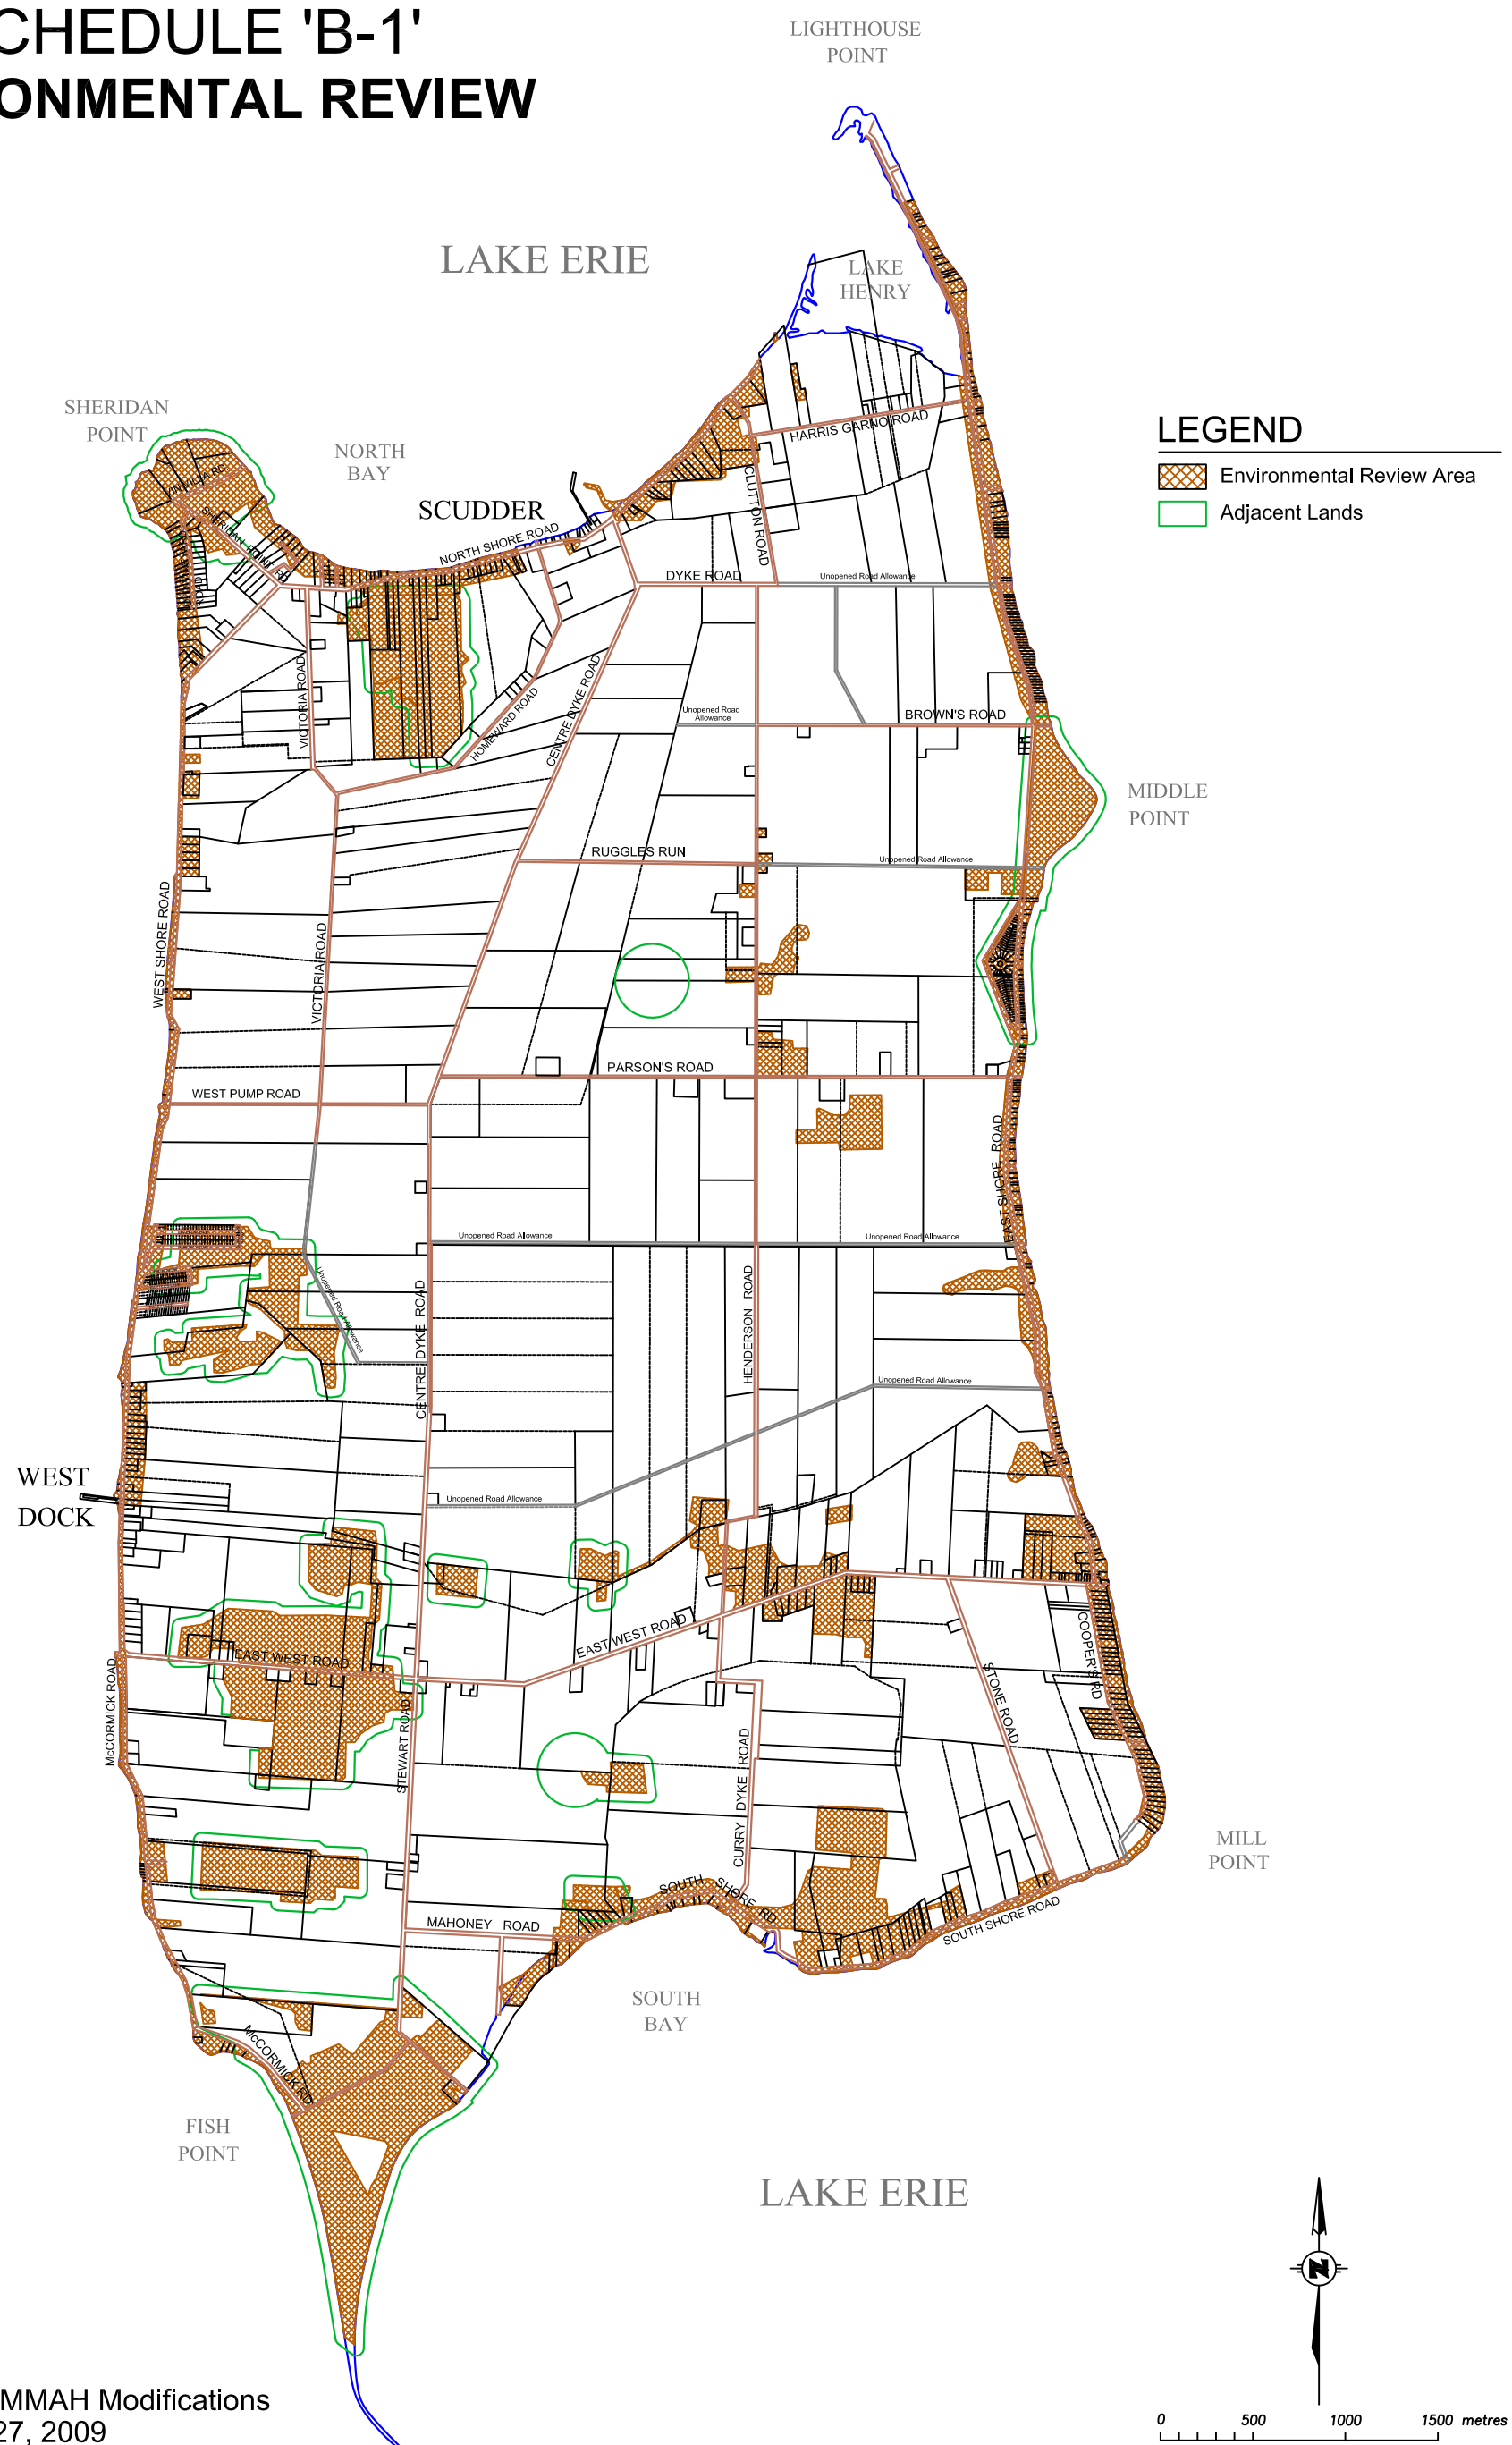 CHEDULE 'B-1'
ONMENTAL REVIEW
LIGHTHOUSE
POINT
LAKE ERIE
LAKE
HENRY
SHERIDAN
POINT
NORTH
BAY
SCUDDER
LEGEND
Environmental Review Area
Adjacent Lands
HARRIS GARNO ROAD
CLUTTON ROAD
NORTH SHORE ROAD
SHERIDAN POINT
ROAD
DYKE ROAD
Unopened Road Allowance
VICTORIA ROAD
HOMEWARD ROAD
CENTRE DYKE ROAD
Unopened Road
Allowance
BROWN'S ROAD
MIDDLE
POINT
RUGGLES RUN
Unopened Road Allowance
WEST SHORE ROAD
VICTORIA ROAD
PARSON'S ROAD
WEST PUMP ROAD
EAST SHORE ROAD
Unopened Road Allowance
Unopened Road Allowance
Unopened Road Allowance
CENTRE DYKE ROAD
HENDERSON ROAD
Unopened Road Allowance
WEST
DOCK
Unopened Road Allowance
EAST WEST ROAD
EAST WEST ROAD
COOPER'S RD
STONE ROAD
McCORMICK ROAD
STEWART ROAD
CURRY DYKE ROAD
MILL
POINT
SOUTH SHORE RD
SOUTH SHORE ROAD
MAHONEY ROAD
SOUTH
BAY
McCORMICK RD
FISH
POINT
LAKE ERIE
N
MMAH Modifications
27, 2009
0 500 1000 1500 metres